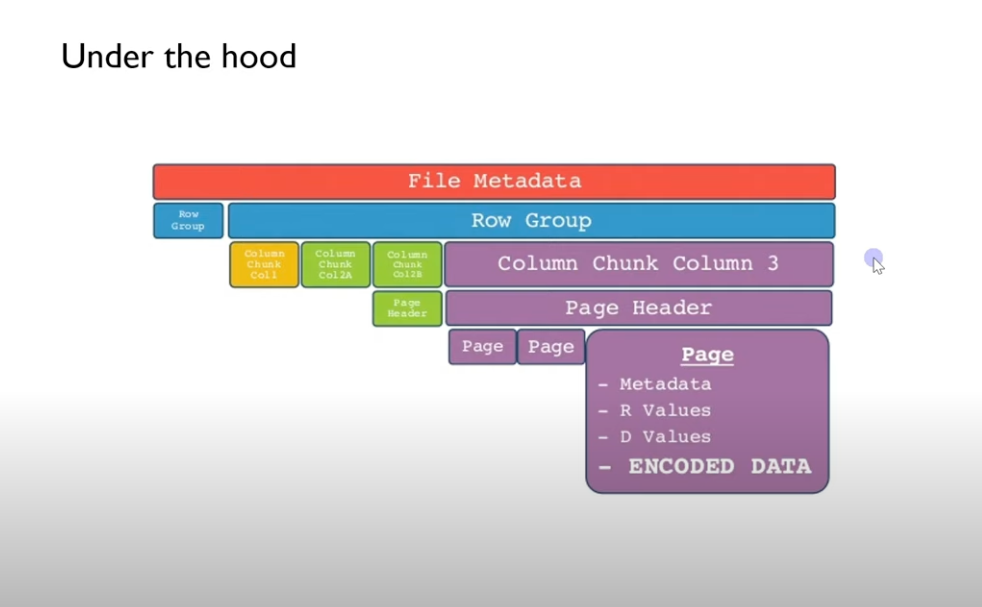 Under the hood
File Metadata
Row
Group
Row Group
Column
Chunk
Col1
Column
Chunk
Col2A
Column
Chunk
Col2B
Column Chunk Column 3
Page
Header
Page Header
Page
Page
Page
- Metadata
- R Values
- D Values
- ENCODED DATA